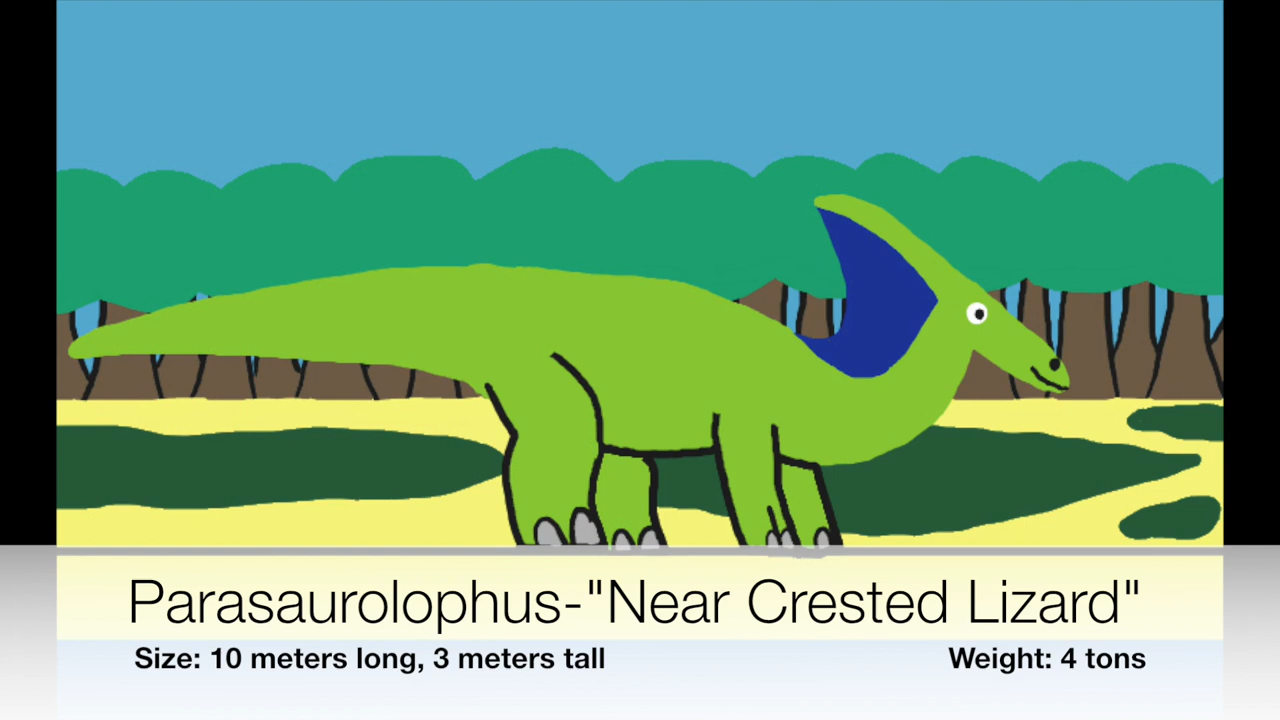 Parasaurolophus-"Near Crested Lizard"
Size: 10 meters long, 3 meters tall
Weight: 4 tons